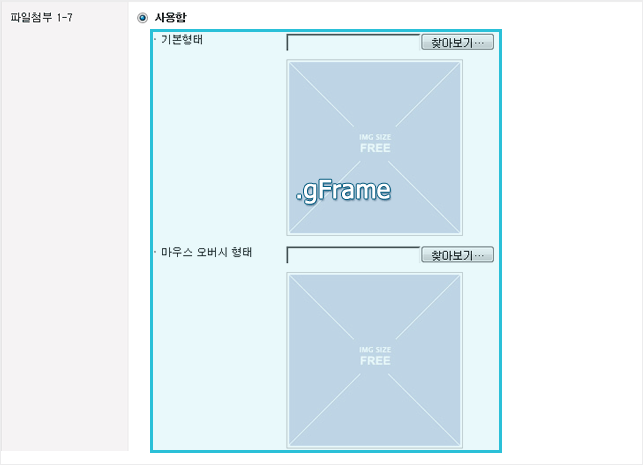 파일첨부 1-7
사용함
· 기본형태
찾아보기…
IMG SIZE
FREE
.gFrame
· 마우스 오버시 형태
찾아보기…
IMG SIZE
FREE